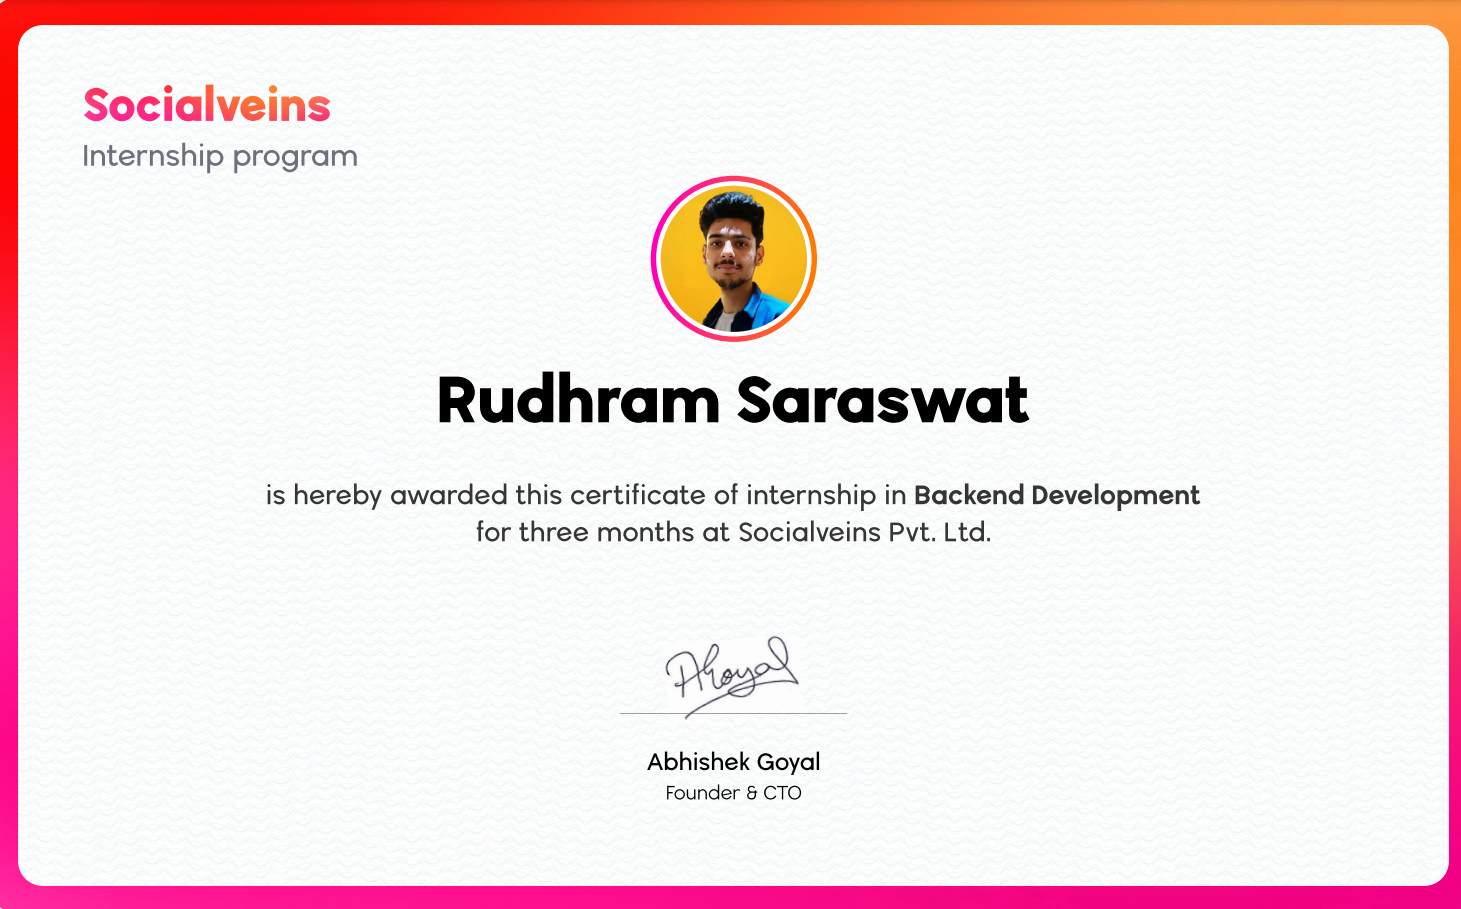 Socialveins
Internship program
Rudhram Saraswat
is hereby awarded this certificate of internship in Backend Development
for three months at Socialveins Pvt. Ltd.
AGoyal
Abhishek Goyal
Founder & CTO